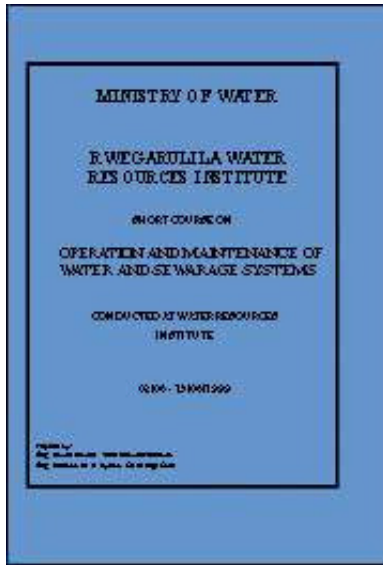 MINISTRY OF WATER
RWEGARULILA WATER
RESOURCES INSTITUTE
SHORT COURSE ON
OPERATION AND MAINTENANCE OF
WATER AND SEWARAGE SYSTEMS
CONDUCTED AT WATER RESOURCES
INSTITUTE